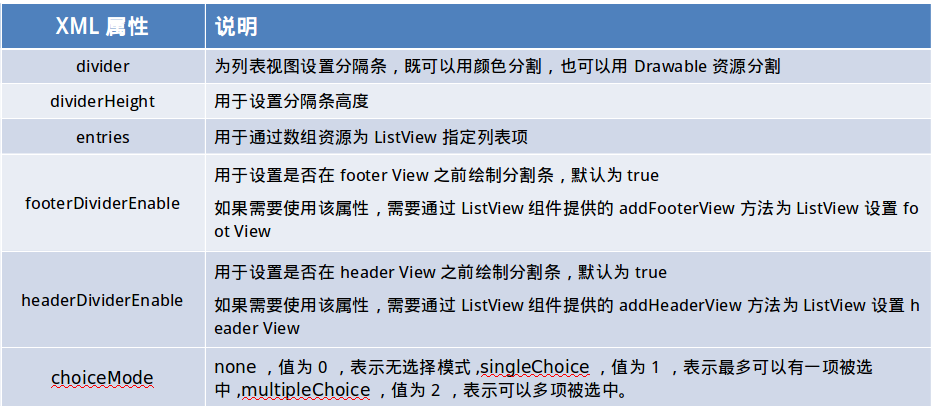 XML 属性
说明
divider
为列表视图设置分隔条，既可以用颜色分割，也可以用 Drawable 资源分割
dividerHeight
用于设置分隔条高度
entries
用于通过数组资源为 ListView 指定列表项
footerDividerEnable
用于设置是否在 footer View 之前绘制分割条，默认为 true
如果需要使用该属性，需要通过 ListView 组件提供的 addFooterView 方法为 ListView 设置 fo
ot View
headerDividerEnable
用于设置是否在 header View 之前绘制分割条，默认为 true
如果需要使用该属性，需要通过 ListView 组件提供的 addHeaderView 方法为 ListView 设置 h
eader View
choiceMode
none ，值为 0 ，表示无选择模式 ,singleChoice ，值为 1 ，表示最多可以有一项被选
中 ,multipleChoice ，值为 2 ，表示可以多项被选中。